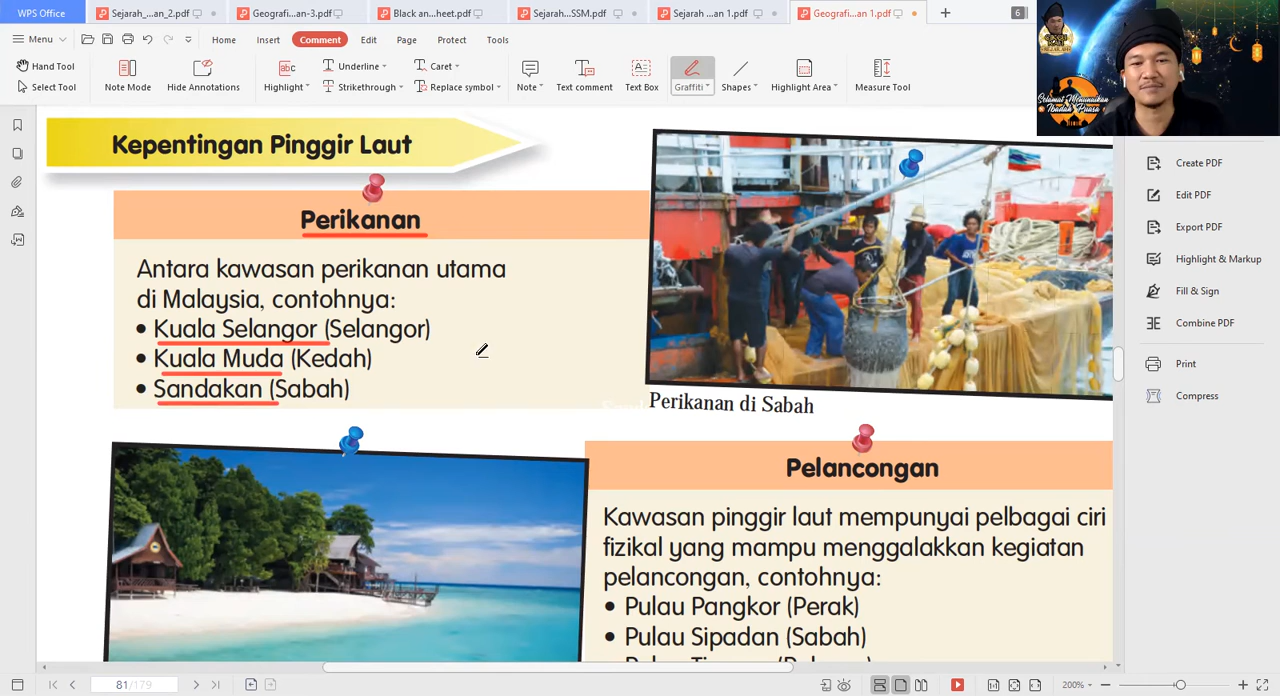 WPS Office
Sejarah_...an_2.pdf
Geografi...an-3.pdf
Black an...heet.pdf
Sejarah...SSM.pdf
Sejarah ...an 1.pdf
Geografi...an 1.pdf
6
Menu
Home
Insert
Comment
Edit
Page
Protect
Tools
Hand Tool
Select Tool
Note Mode
Hide Annotations
Highlight
Underline
Strikethrough
Caret
Replace symbol
Note
Text comment
Text Box
Graffiti
Shapes
Highlight Area
Measure Tool
Selamat Menunaikan
Ibadah Puasa
Create PDF
Edit PDF
Export PDF
Highlight & Markup
Fill & Sign
Combine PDF
Print
Compress
Kepentingan Pinggir Laut
Perikanan
Antara kawasan perikanan utama
di Malaysia, contohnya:
• Kuala Selangor (Selangor)
• Kuala Muda (Kedah)
• Sandakan (Sabah)
Perikanan di Sabah
Pelancongan
Kawasan pinggir laut mempunyai pelbagai ciri
fizikal yang mampu menggalakkan kegiatan
pelancongan, contohnya:
• Pulau Pangkor (Perak)
• Pulau Sipadan (Sabah)
81/179
200%